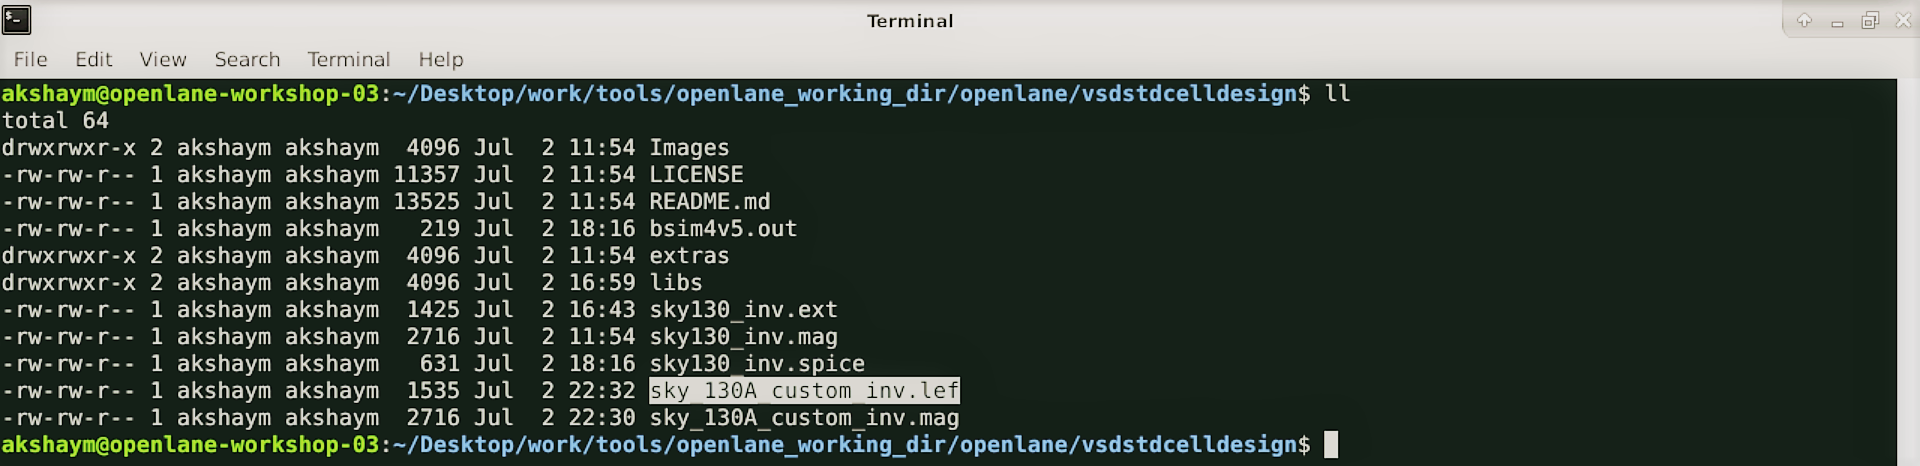 Terminal
File Edit View Search Terminal Help
akshaym@openlane-workshop-03:~/Desktop/work/tools/openlane_working_dir/openlane/vsdstdcelldesign$ ll
total 64
drwxrwxr-x 2 akshaym akshaym  4096 Jul  2 11:54 Images
-rw-rw-r-- 1 akshaym akshaym 11357 Jul  2 11:54 LICENSE
-rw-rw-r-- 1 akshaym akshaym 13525 Jul  2 11:54 README.md
-rw-rw-r-- 1 akshaym akshaym   219 Jul  2 18:16 bsim4v5.out
drwxrwxr-x 2 akshaym akshaym  4096 Jul  2 11:54 extras
drwxrwxr-x 2 akshaym akshaym  4096 Jul  2 16:59 libs
-rw-rw-r-- 1 akshaym akshaym  1425 Jul  2 16:43 sky130_inv.ext
-rw-rw-r-- 1 akshaym akshaym  2716 Jul  2 11:54 sky130_inv.mag
-rw-rw-r-- 1 akshaym akshaym   631 Jul  2 18:16 sky130_inv.spice
-rw-rw-r-- 1 akshaym akshaym  1535 Jul  2 22:32 sky_130A_custom_inv.lef
-rw-rw-r-- 1 akshaym akshaym  2716 Jul  2 22:30 sky_130A_custom_inv.mag
akshaym@openlane-workshop-03:~/Desktop/work/tools/openlane_working_dir/openlane/vsdstdcelldesign$